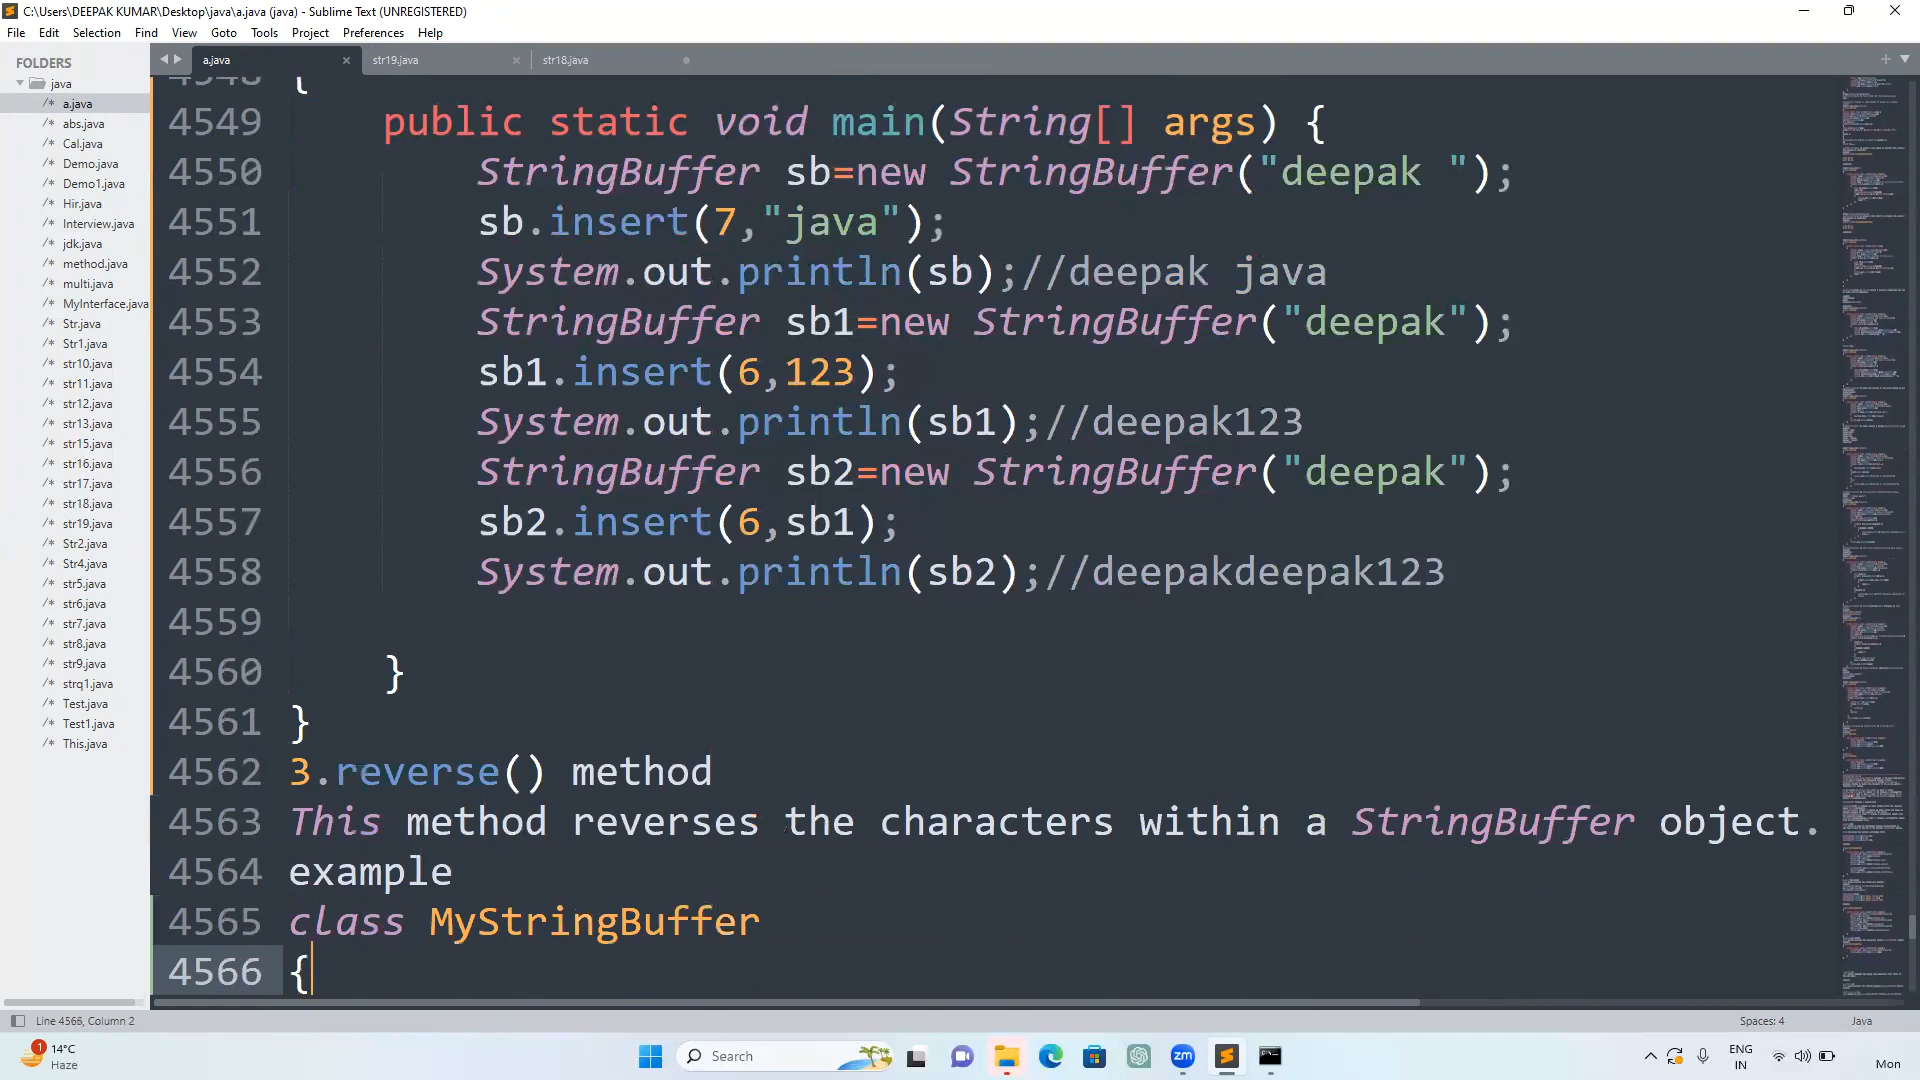 C:\Users\DEEPAK KUMAR\Desktop\java\a.java (java) - Sublime Text (UNREGISTERED)
File Edit Selection Find View Goto Tools Project Preferences Help
FOLDERS
java
/* a.java
/* abs.java
/* Cal.java
/* Demo.java
/* Demo1.java
/* Hir.java
/* Interview.java
/* jdk.java
/* method.java
/* multi.java
/* MyInterface.java
/* Str.java
/* Str1.java
/* str10.java
/* str11.java
/* str12.java
/* str13.java
/* str15.java
/* str16.java
/* str17.java
/* str18.java
/* str19.java
/* Str2.java
/* Str4.java
/* str5.java
/* str6.java
/* str7.java
/* str8.java
/* str9.java
/* strq1.java
/* Test.java
/* Test1.java
/* This.java
a.java str19.java str18.java
4548 {
4549 public static void main(String[] args) {
4550 StringBuffer sb=new StringBuffer("deepak ");
4551 sb.insert(7,"java");
4552 System.out.println(sb);//deepak java
4553 StringBuffer sb1=new StringBuffer("deepak");
4554 sb1.insert(6,123);
4555 System.out.println(sb1);//deepak123
4556 StringBuffer sb2=new StringBuffer("deepak");
4557 sb2.insert(6,sb1);
4558 System.out.println(sb2);//deepakdeepak123
4559
4560 }
4561 }
4562 3.reverse() method
4563 This method reverses the characters within a StringBuffer object.
4564 example
4565 class MyStringBuffer
4566 {
Line 4566, Column 2 Spaces: 4 Java
1 14°C
Haze
Search
zm
ENG
IN
Mon